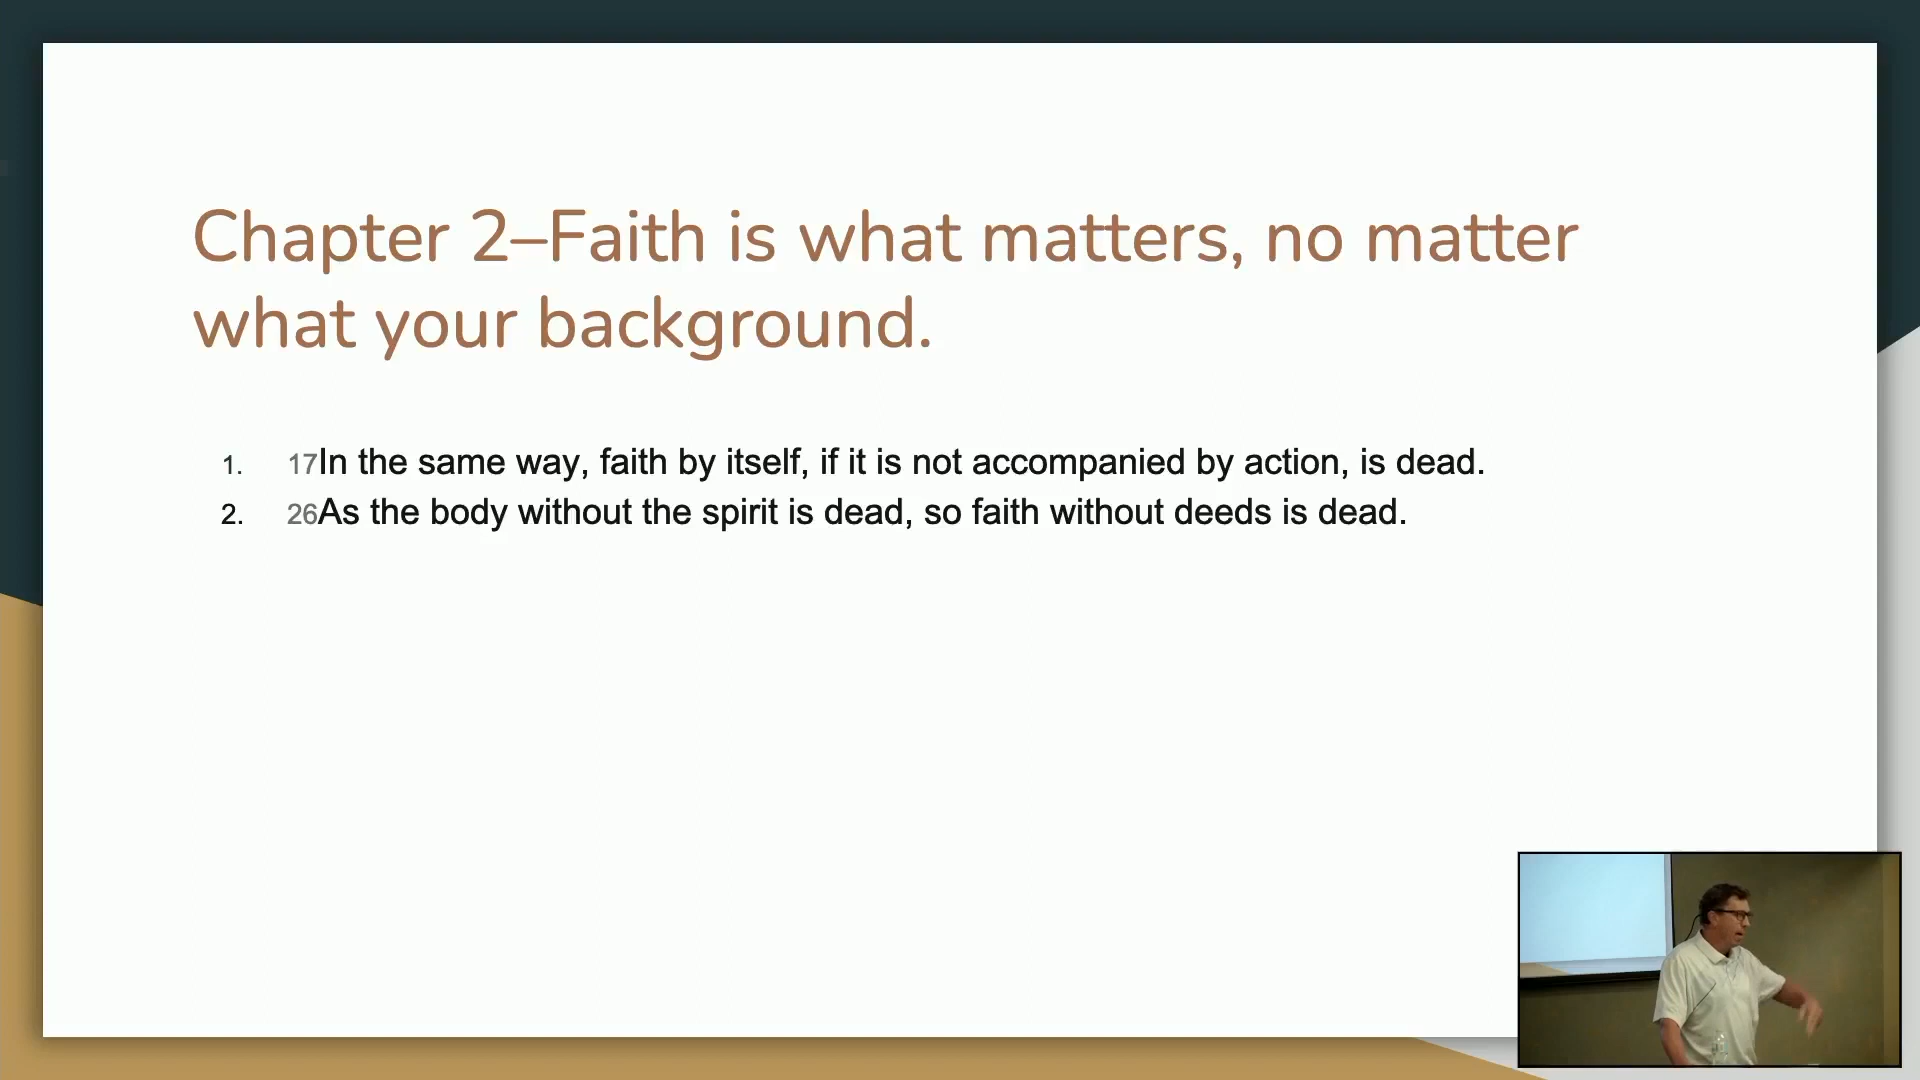 Chapter 2–Faith is what matters, no matter
what your background.
1. 17In the same way, faith by itself, if it is not accompanied by action, is dead.
2. 26As the body without the spirit is dead, so faith without deeds is dead.